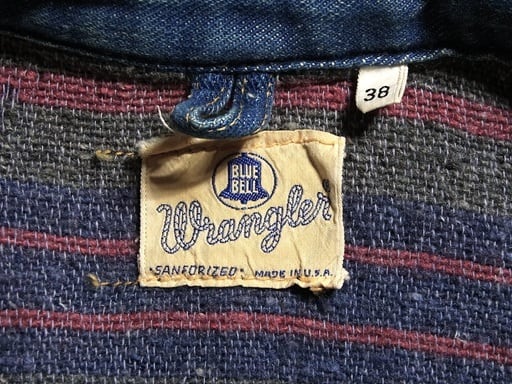 38
BLUE
BELL
Wrangler®
"SANFORIZED" MADE IN U.S.A.